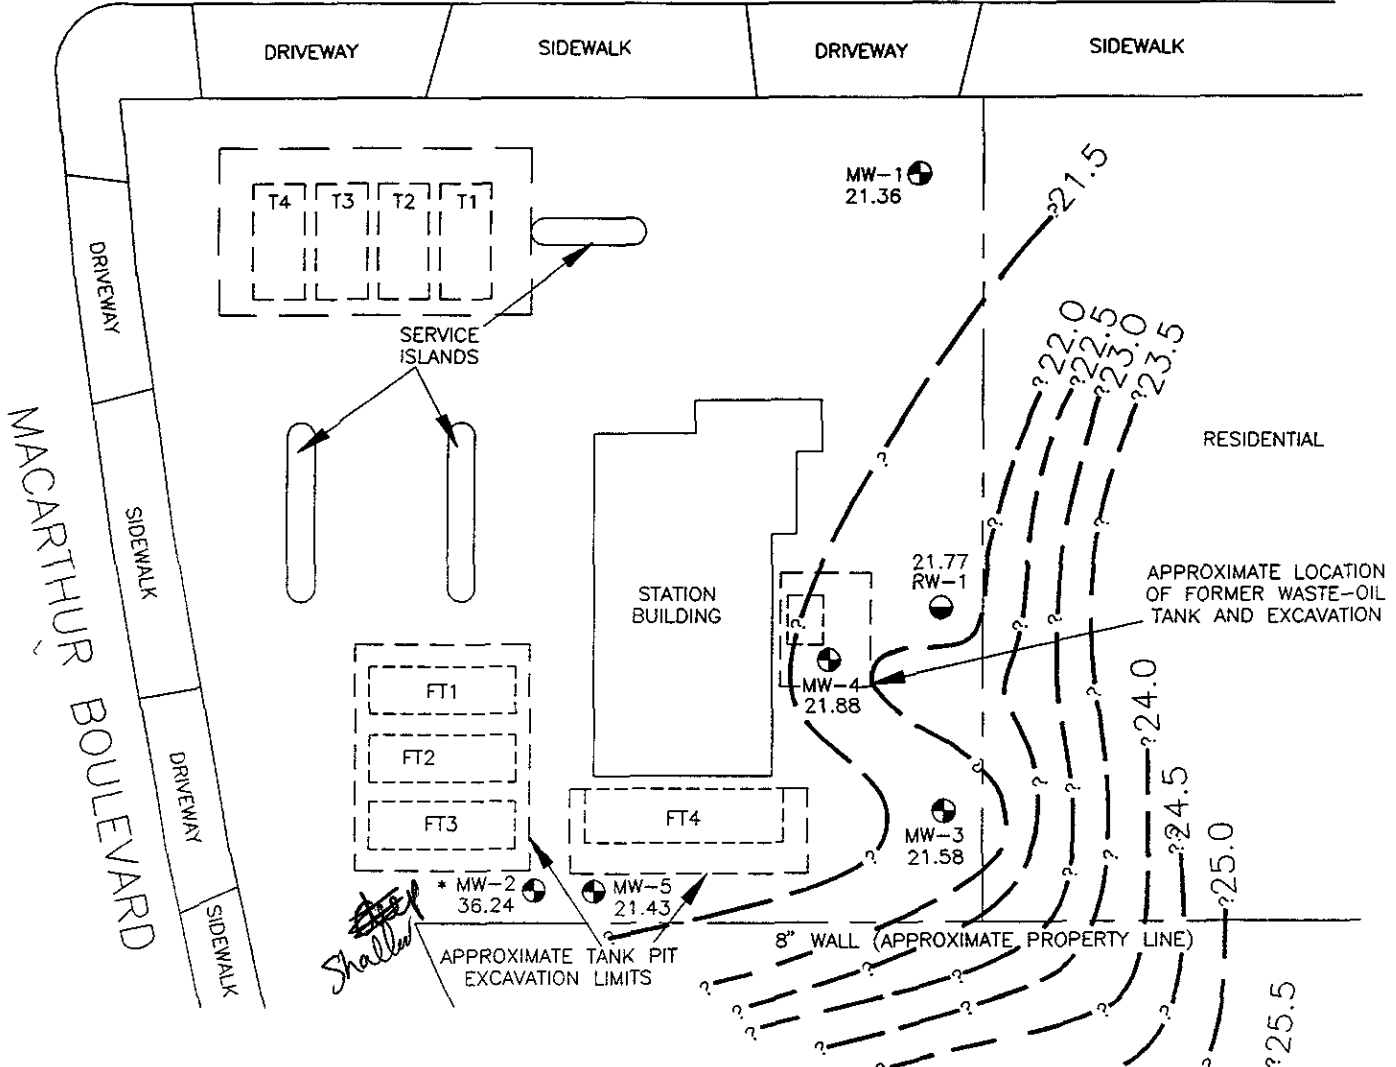 DRIVEWAY
SIDEWALK
DRIVEWAY
SIDEWALK
MW-1
21.36
21.5
T4
T3
T2
T1
DRIVEWAY
SERVICE
ISLANDS
22.0
22.5
23.0
23.5
RESIDENTIAL
MACARTHUR BOULEVARD
SIDEWALK
STATION
BUILDING
21.77
RW-1
APPROXIMATE LOCATION
OF FORMER WASTE-OIL
TANK AND EXCAVATION
MW-4
21.88
FT1
FT2
FT3
FT4
DRIVEWAY
?24.0
?24.5
?25.0
MW-3
21.58
* MW-2
36.24
MW-5
21.43
SIDEWALK
Shallow
APPROXIMATE TANK PIT
EXCAVATION LIMITS
8" WALL (APPROXIMATE PROPERTY LINE)
?25.5